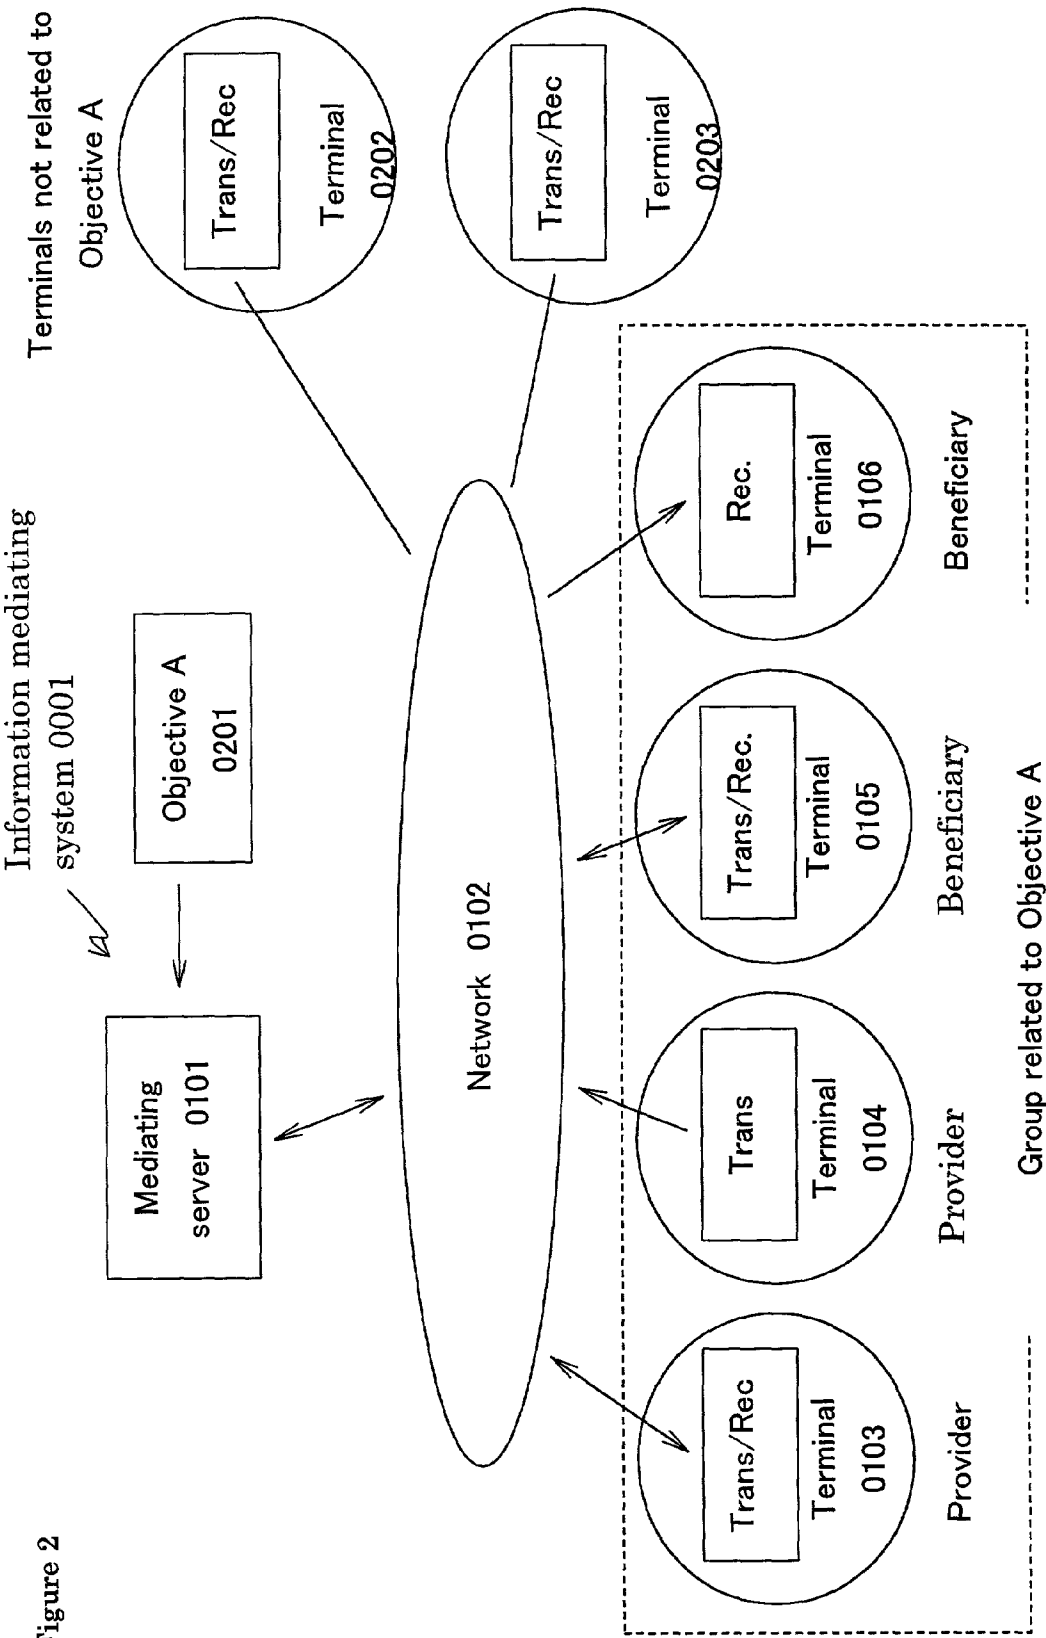 Figure 2
Information mediating
system 0001
Terminals not related to
Objective A
Mediating
server 0101
Objective A
0201
Trans/Rec
Terminal
0202
Trans/Rec
Terminal
0203
Network 0102
Trans/Rec
Terminal
0103
Provider
Trans
Terminal
0104
Provider
Trans/Rec.
Terminal
0105
Beneficiary
Rec.
Terminal
0106
Beneficiary
Group related to Objective A